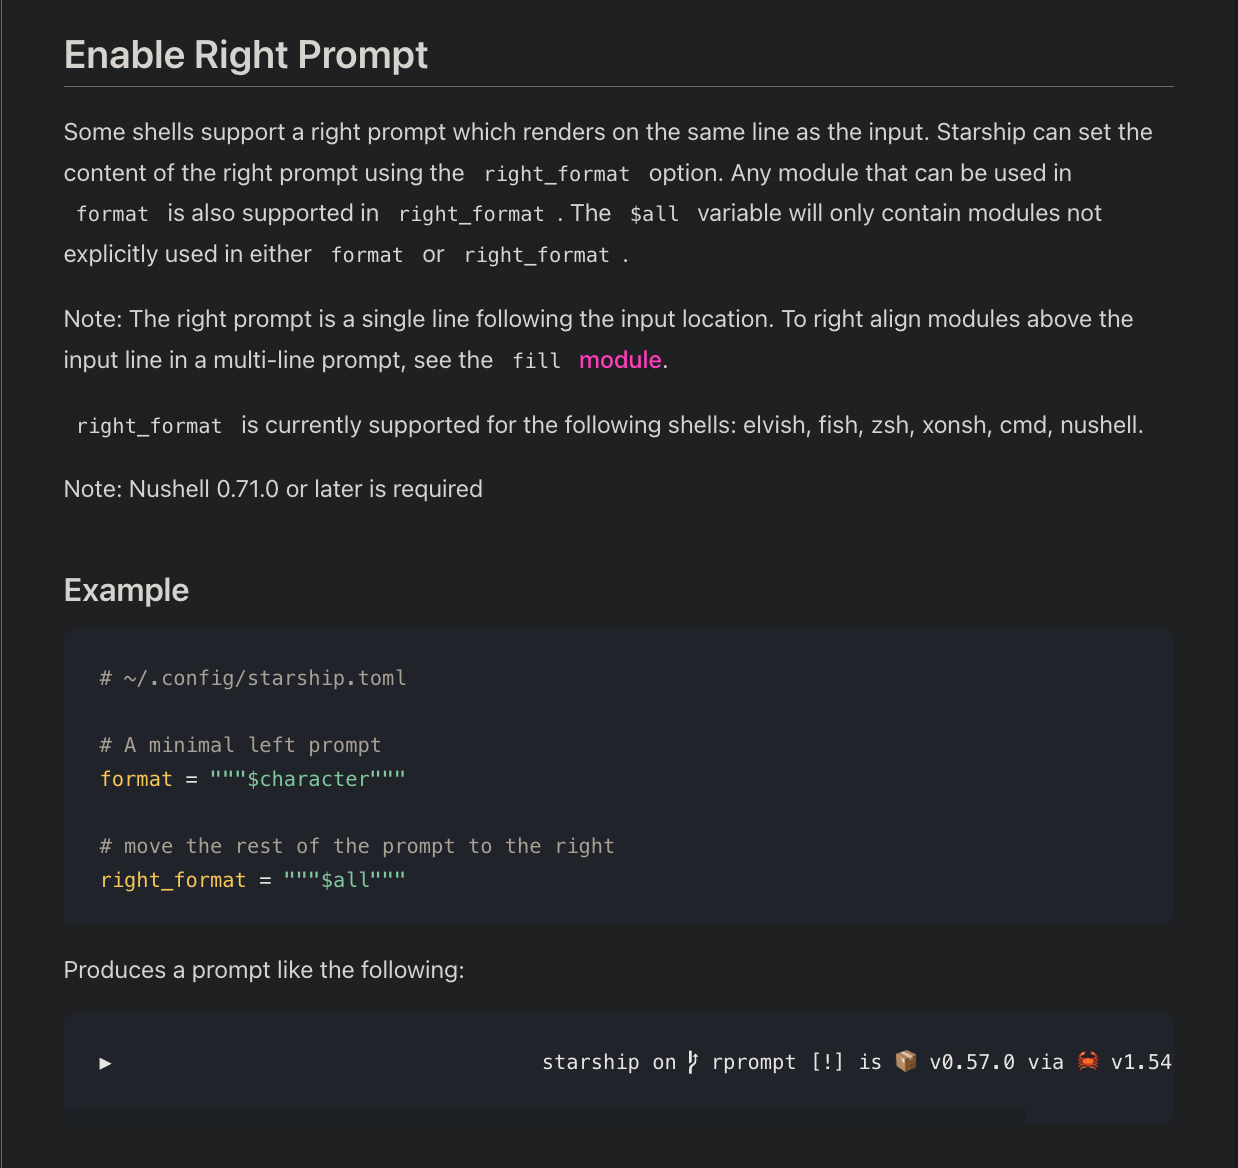 Enable Right Prompt
Some shells support a right prompt which renders on the same line as the input. Starship can set the
content of the right prompt using the right_format option. Any module that can be used in
format is also supported in right_format . The $all variable will only contain modules not
explicitly used in either format or right_format .
Note: The right prompt is a single line following the input location. To right align modules above the
input line in a multi-line prompt, see the fill module.
right_format is currently supported for the following shells: elvish, fish, zsh, xonsh, cmd, nushell.
Note: Nushell 0.71.0 or later is required
Example
# ~/.config/starship.toml
# A minimal left prompt
format = """$character"""
# move the rest of the prompt to the right
right_format = """$all"""
Produces a prompt like the following:
▶ starship on  rprompt [!] is 📦 v0.57.0 via 🦀 v1.54